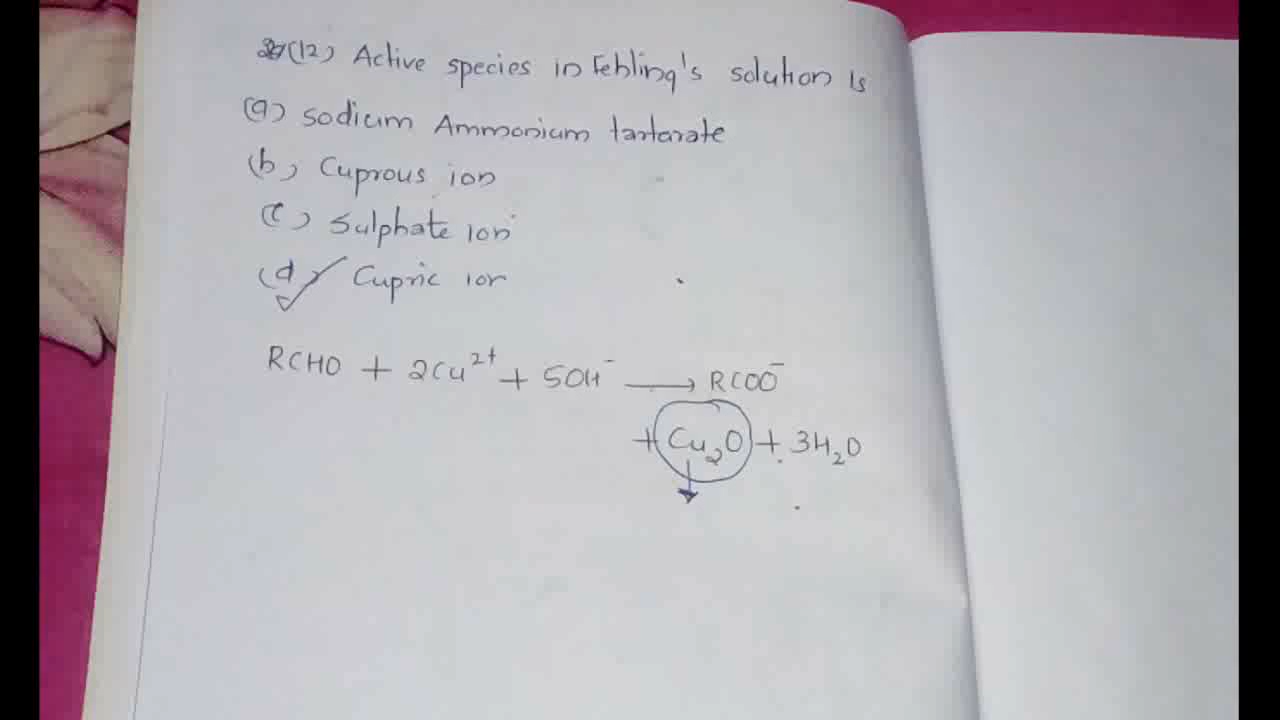 (12) Active species in Fehling's solution is
(a) Sodium Ammonium tartarate
(b) Cuprous ion
(c) Sulphate ion
(d) Cupric ion
RCHO + 2Cu²⁺ + 5OH⁻ → RCOO⁻
+ Cu₂O + 3H₂O
↓